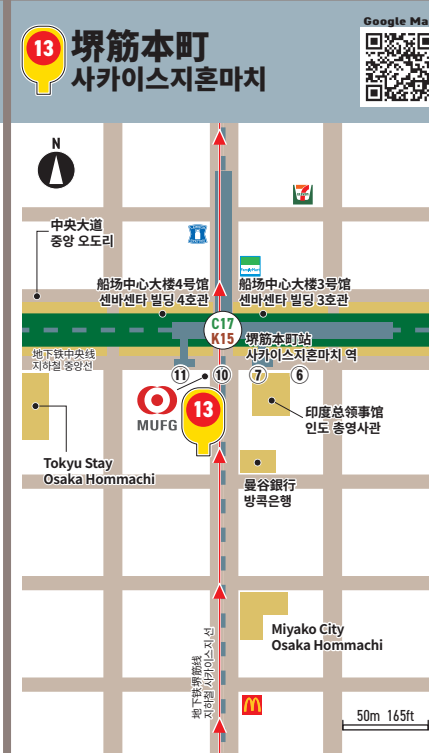 Google Ma
13
堺筋本町
사카이스지혼마치
N
7
ELEVEN
中央大道
중앙 오도리
FamilyMart
船场中心大楼4号馆
센바센타 빌딩 4호관
船场中心大楼3号馆
센바센타 빌딩 3호관
C17
K15
堺筋本町站
사카이스지혼마치 역
地下铁中央线
지하철 중앙선
11
10
7
6
MUFG
13
印度总领事馆
인도 총영사관
Tokyu Stay
Osaka Hommachi
曼谷銀行
방콕은행
Miyako City
Osaka Hommachi
地下铁堺筋线
지하철 사카이스지 선
50m 165ft